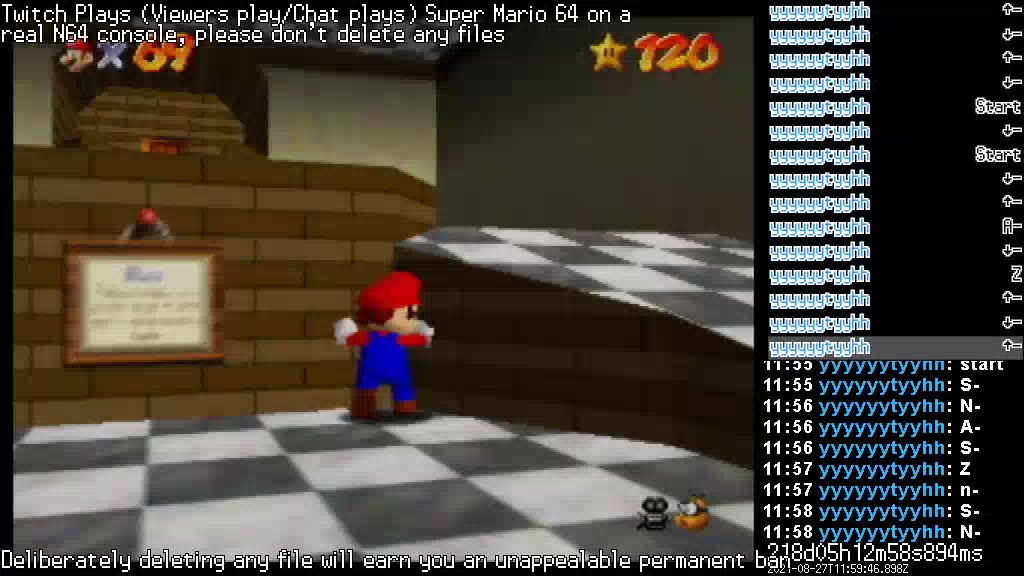 Twitch Plays (Viewers play/Chat plays) Super Mario 64 on a
real N64 console, please don't delete any files
X 69
120
yyyyyytyyhh ↑-
yyyyyytyyhh ↓-
yyyyyytyyhh ↑-
yyyyyytyyhh ↓-
yyyyyytyyhh Start
yyyyyytyyhh ↓-
yyyyyytyyhh Start
yyyyyytyyhh ↓-
yyyyyytyyhh ↑-
yyyyyytyyhh A-
yyyyyytyyhh ↓-
yyyyyytyyhh Z
yyyyyytyyhh ↑-
yyyyyytyyhh ↓-
yyyyyytyyhh ↑-
11:55 yyyyyytyyhh: start
11:55 yyyyyytyyhh: S-
11:56 yyyyyytyyhh: N-
11:56 yyyyyytyyhh: A-
11:56 yyyyyytyyhh: S-
11:57 yyyyyytyyhh: Z
11:57 yyyyyytyyhh: n-
11:58 yyyyyytyyhh: S-
11:58 yyyyyytyyhh: N-
Deliberately deleting any file will earn you an unappealable permanent ban
218d05h12m58s894ms
2021-08-27T11:59:46.898Z